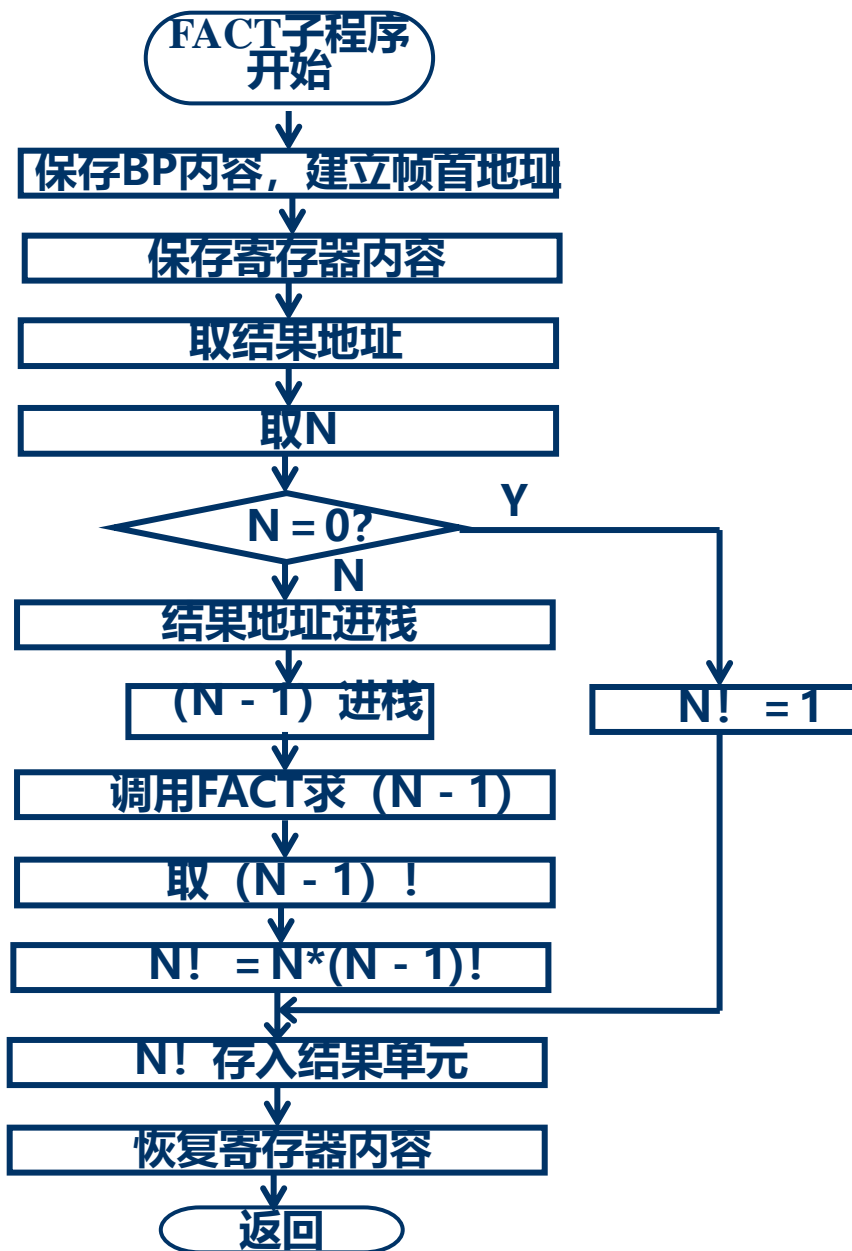 FACT子程序
开始
保存BP内容，建立帧首地址
保存寄存器内容
取结果地址
取N
N = 0?
Y
N
结果地址进栈
(N - 1) 进栈
N! = 1
调用FACT求 (N - 1)
取 (N - 1) !
N! = N*(N - 1)!
N! 存入结果单元
恢复寄存器内容
返回